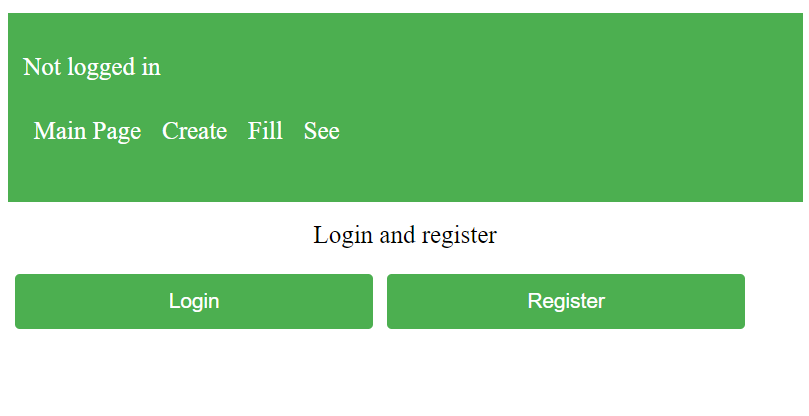 Not logged in
Main Page Create Fill See
Login and register
Login Register